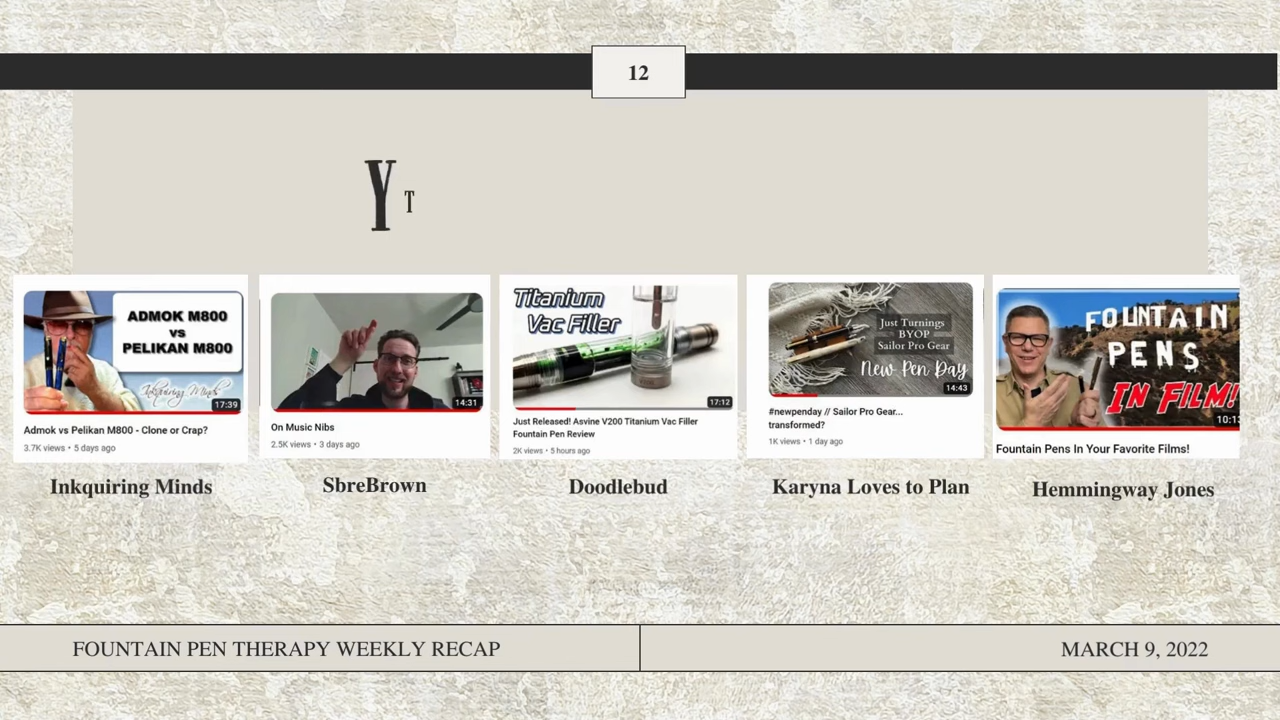 12
Y T
ADMOK M800
VS
PELIKAN M800
Inkquiring Minds
17:39
Admok vs Pelikan M800 - Clone or Crap?
3.7K views • 5 days ago
Inkquiring Minds
14:31
On Music Nibs
2.5K views • 3 days ago
SbreBrown
Titanium
Vac Filler
17:12
Just Released! Asvine V200 Titanium Vac Filler
Fountain Pen Review
2K views • 5 hours ago
Doodlebud
Just Turnings
BYOP
Sailor Pro Gear
New Pen Day
14:43
#newpenday // Sailor Pro Gear...
transformed?
1K views • 1 day ago
Karyna Loves to Plan
FOUNTAIN
PENS
IN FILM!
10:13
Fountain Pens In Your Favorite Films!
Hemmingway Jones
FOUNTAIN PEN THERAPY WEEKLY RECAP
MARCH 9, 2022